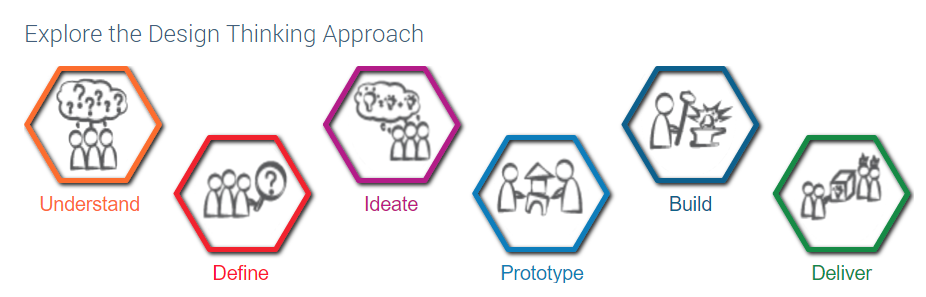 Explore the Design Thinking Approach
Understand
Define
Ideate
Prototype
Build
Deliver